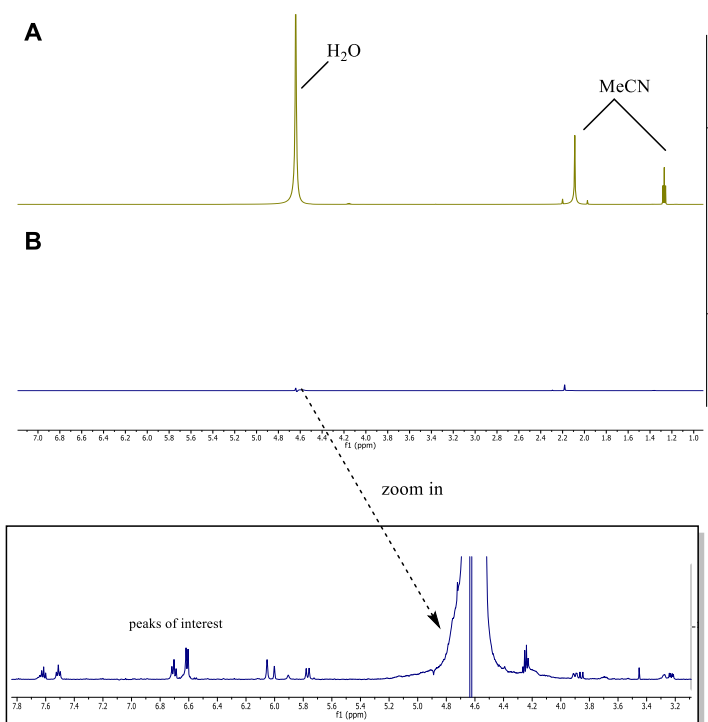 A
H2O
MeCN
B
7.0 6.8 6.6 6.4 6.2 6.0 5.8 5.6 5.4 5.2 5.0 4.8 4.6 4.4 4.2 4.0 3.8 3.6 3.4 3.2 3.0 2.8 2.6 2.4 2.2 2.0 1.8 1.6 1.4 1.2 1.0
f1 (ppm)
zoom in
peaks of interest
7.8 7.6 7.4 7.2 7.0 6.8 6.6 6.4 6.2 6.0 5.8 5.6 5.4 5.2 5.0 4.8 4.6 4.4 4.2 4.0 3.8 3.6 3.4 3.2
f1 (ppm)